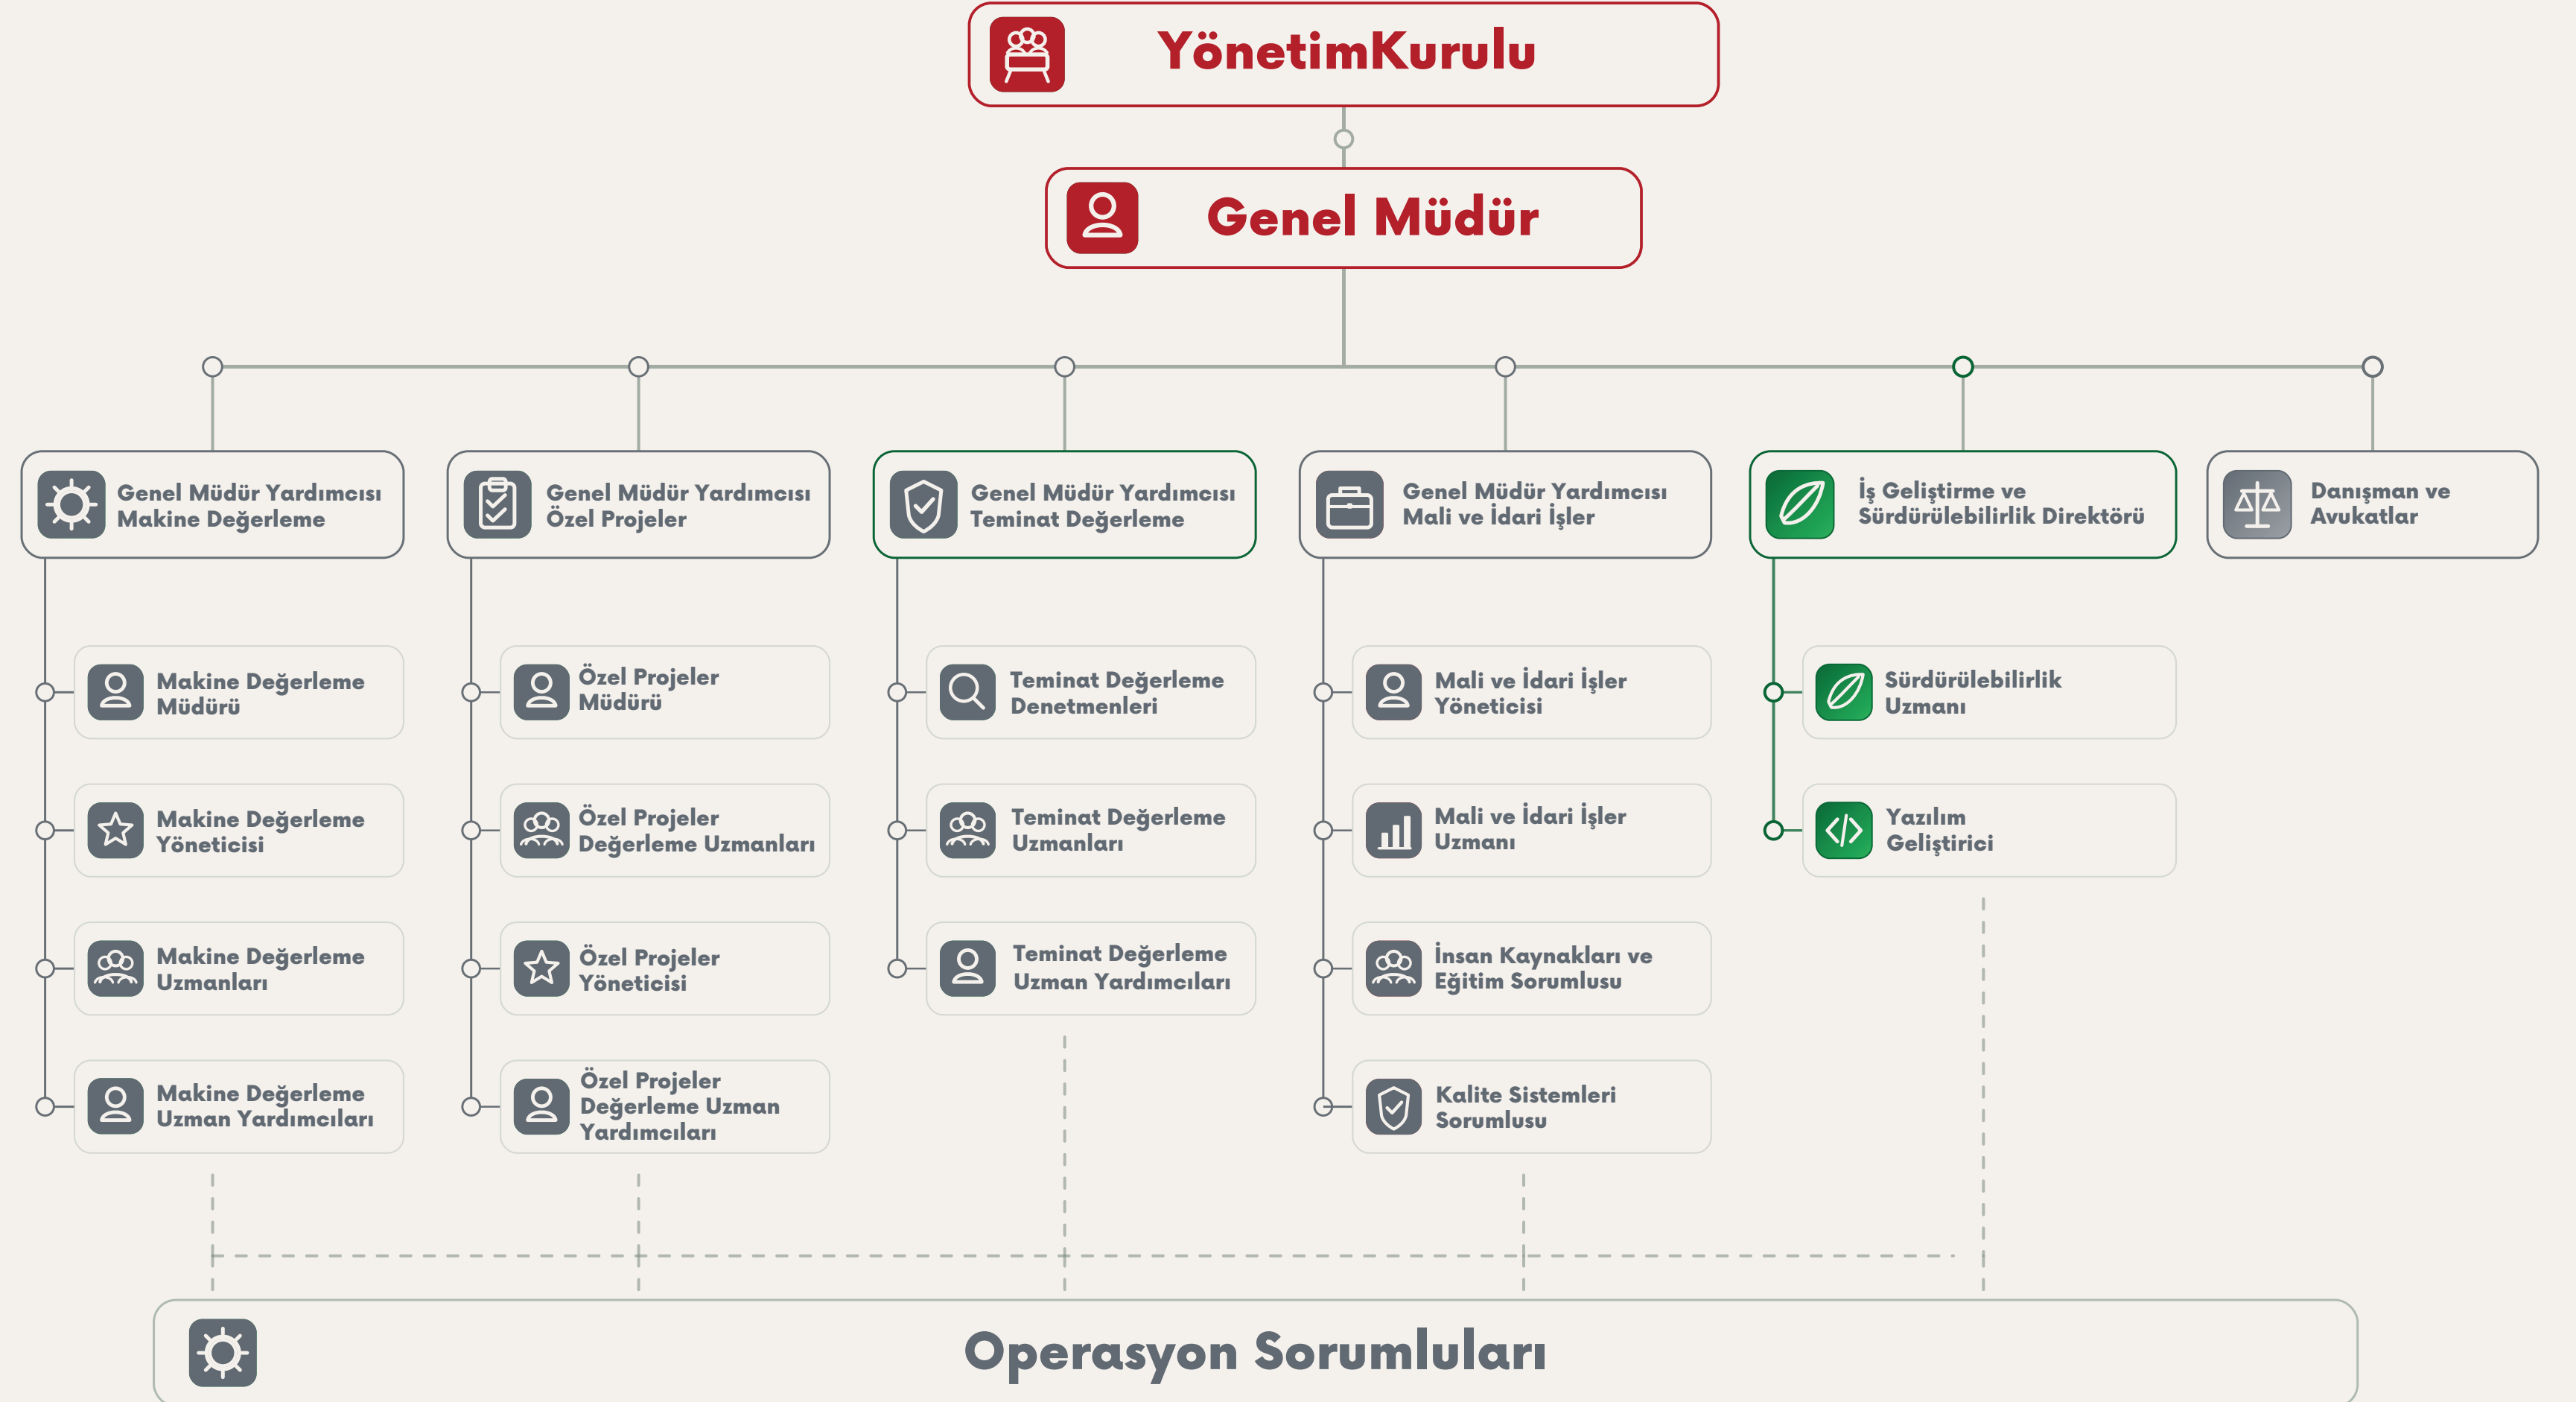 YönetimKurulu
Genel Müdür
Genel Müdür Yardımcısı
Makine Değerleme
Genel Müdür Yardımcısı
Özel Projeler
Genel Müdür Yardımcısı
Teminat Değerleme
Genel Müdür Yardımcısı
Mali ve İdari İşler
İş Geliştirme ve
Sürdürülebilirlik Direktörü
Danışman ve
Avukatlar
Makine Değerleme
Müdürü
Makine Değerleme
Yöneticisi
Makine Değerleme
Uzmanları
Makine Değerleme
Uzman Yardımcıları
Özel Projeler
Müdürü
Özel Projeler
Değerleme Uzmanları
Özel Projeler
Yöneticisi
Özel Projeler
Değerleme Uzman
Yardımcıları
Teminat Değerleme
Denetmenleri
Teminat Değerleme
Uzmanları
Teminat Değerleme
Uzman Yardımcıları
Mali ve İdari İşler
Yöneticisi
Mali ve İdari İşler
Uzmanı
İnsan Kaynakları ve
Eğitim Sorumlusu
Kalite Sistemleri
Sorumlusu
Sürdürülebilirlik
Uzmanı
Yazılım
Geliştirici
Operasyon Sorumluları